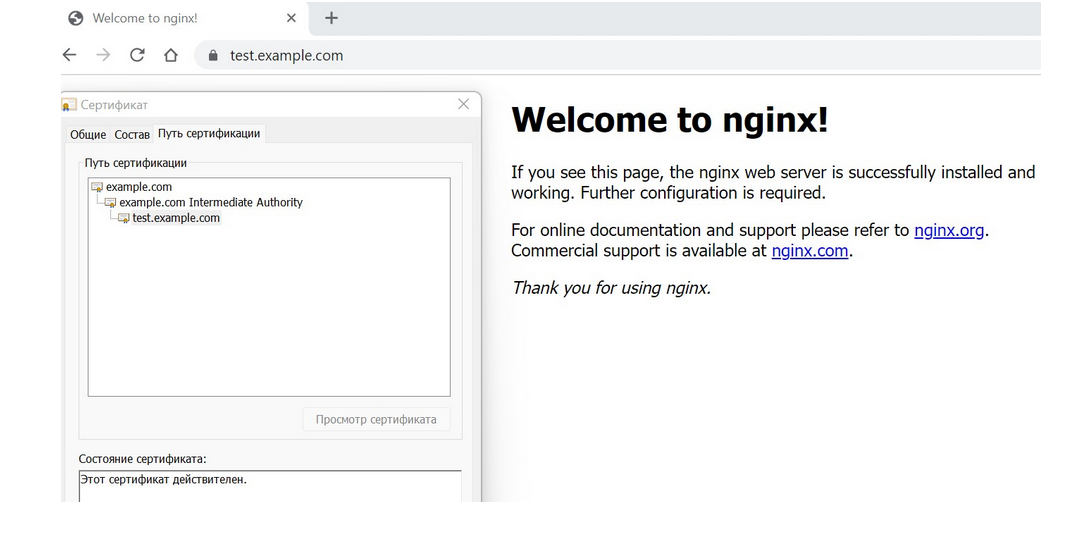 Welcome to nginx!
test.example.com
Сертификат
Общие Состав Путь сертификации
Путь сертификации
example.com
example.com Intermediate Authority
test.example.com
Просмотр сертификата
Состояние сертификата:
Этот сертификат действителен.
Welcome to nginx!
If you see this page, the nginx web server is successfully installed and
working. Further configuration is required.
For online documentation and support please refer to nginx.org.
Commercial support is available at nginx.com.
Thank you for using nginx.